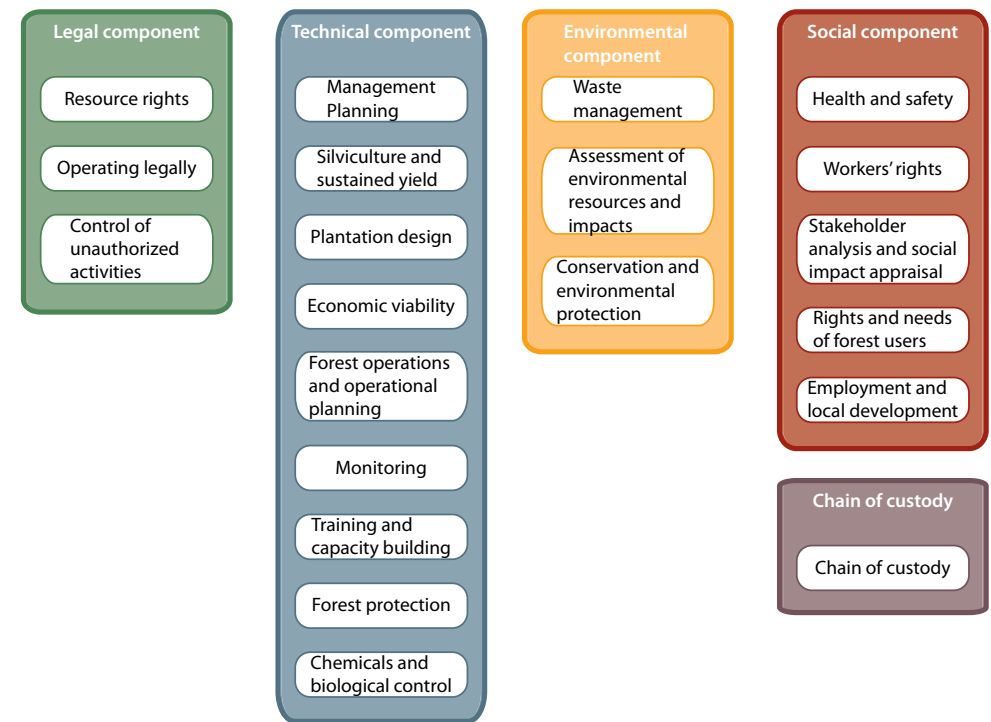 Legal component
Resource rights
Operating legally
Control of
unauthorized
activities
Technical component
Management
Planning
Silviculture and
sustained yield
Plantation design
Economic viability
Forest operations
and operational
planning
Monitoring
Training and
capacity building
Forest protection
Chemicals and
biological control
Environmental
component
Waste
management
Assessment of
environmental
resources and
impacts
Conservation and
environmental
protection
Social component
Health and safety
Workers’ rights
Stakeholder
analysis and social
impact appraisal
Rights and needs
of forest users
Employment and
local development
Chain of custody
Chain of custody